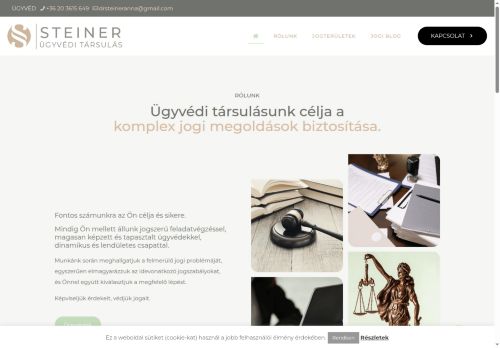 ÜGYVÉD +36 20 3615 649 drsteineranna@gmail.com
STEINER
ÜGYVÉDI TÁRSULÁS
RÓLUNK JOGTERÜLETEK JOGI BLOG KAPCSOLAT
RÓLUNK
Ügyvédi társulásunk célja a
komplex jogi megoldások biztosítása.
Fontos számunkra az Ön célja és sikere.
Mindig Ön mellett állunk jogszerű feladatvégzéssel,
magasan képzett és tapasztalt ügyvédekkel,
dinamikus és lendületes csapattal.
Munkánk során meghallgatjuk a felmerülő jogi problémáját,
egyszerűen elmagyarázzuk az idevonatkozó jogszabályokat,
és Önnel együtt kiválasztjuk a megfelelő lépést.
Képviseljük érdekeit, védjük jogait.
Ez a weboldal sütiket (cookie-kat) használ a jobb felhasználói élmény érdekében. Rendben Részletek